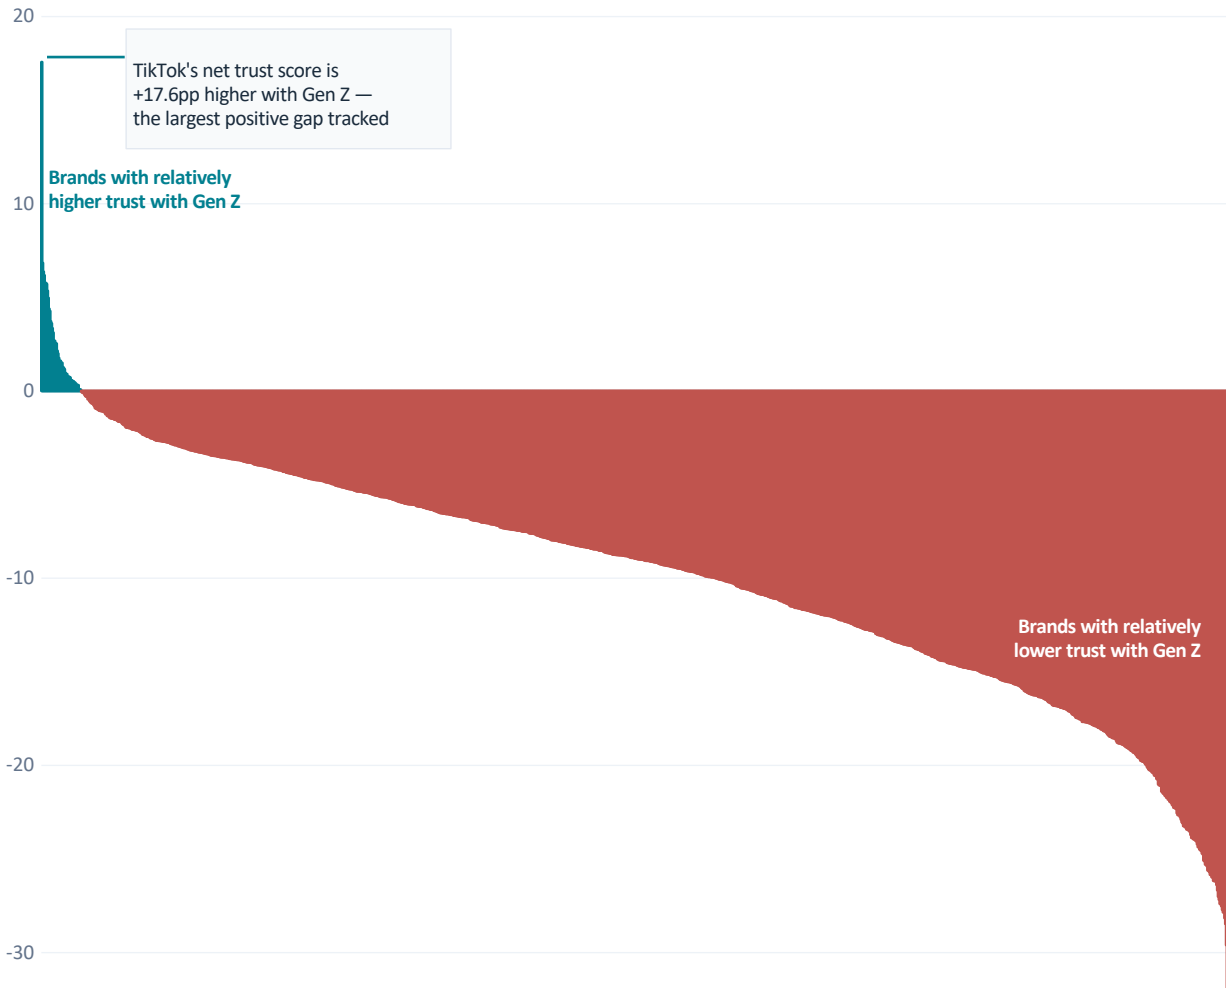 20
TikTok's net trust score is
+17.6pp higher with Gen Z —
the largest positive gap tracked
Brands with relatively
higher trust with Gen Z
10
0
-10
Brands with relatively
lower trust with Gen Z
-20
-30